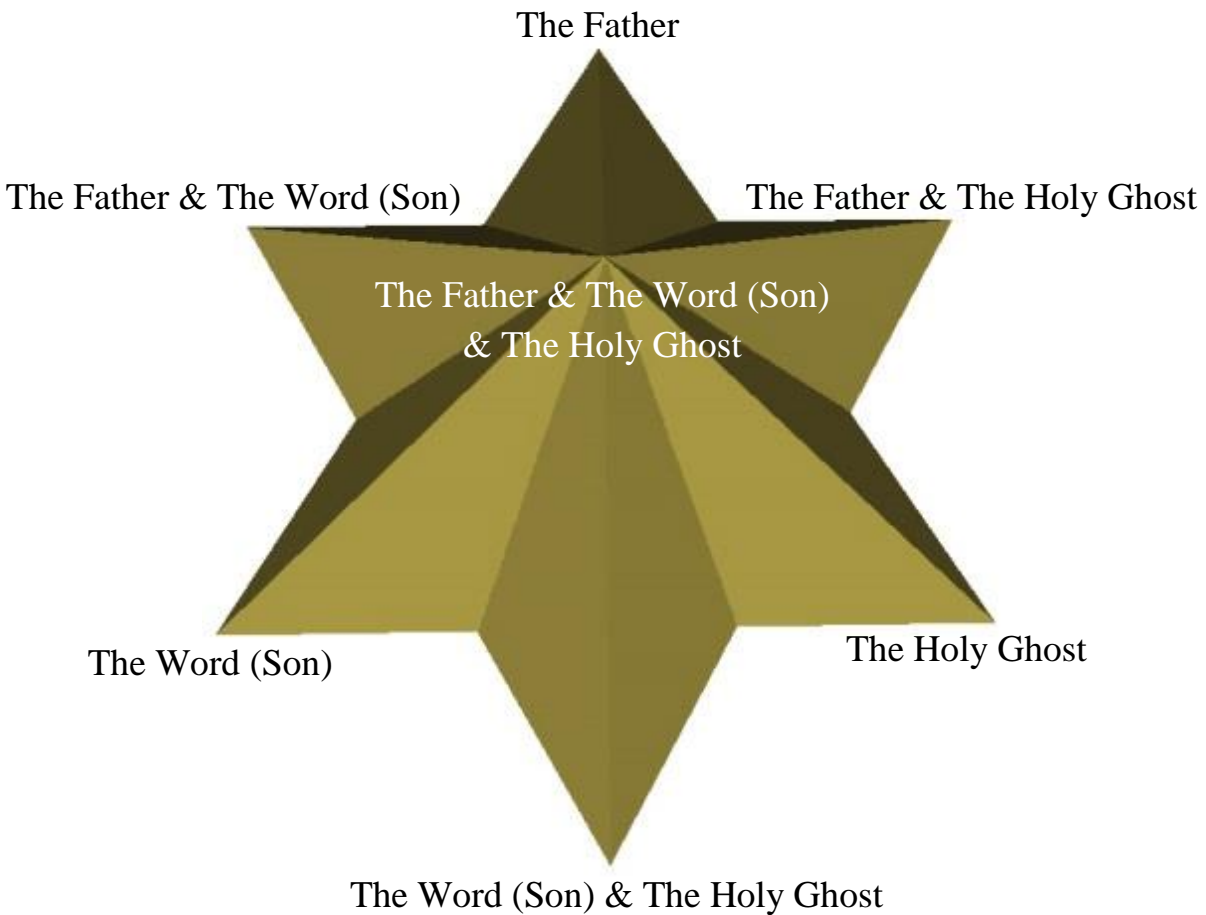 The Father
The Father & The Word (Son)
The Father & The Holy Ghost
The Father & The Word (Son)
& The Holy Ghost
The Word (Son)
The Holy Ghost
The Word (Son) & The Holy Ghost